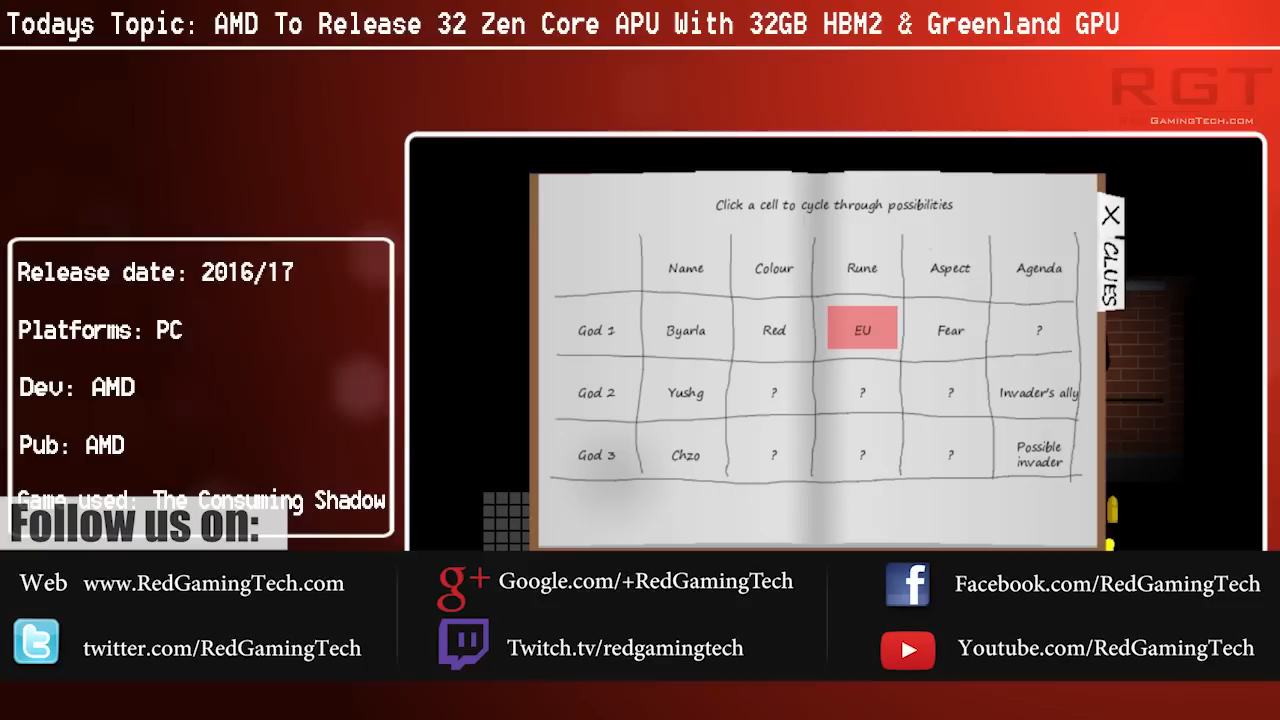 Todays Topic: AMD To Release 32 Zen Core APU With 32GB HBM2 & Greenland GPU
RGT
GAMINGTECH.COM
Click a cell to cycle through possibilities
X
CLUES
Name Colour Rune Aspect Agenda
God 1 Byarla Red EU Fear ?
God 2 Yushg ? ? ? Invader's ally
God 3 Chzo ? ? ? Possible invader
Release date: 2016/17
Platforms: PC
Dev: AMD
Pub: AMD
Game used: The Consuming Shadow
Follow us on:
Web www.RedGamingTech.com
g+ Google.com/+RedGamingTech
f Facebook.com/RedGamingTech
twitter.com/RedGamingTech
Twitch.tv/redgamingtech
Youtube.com/RedGamingTech